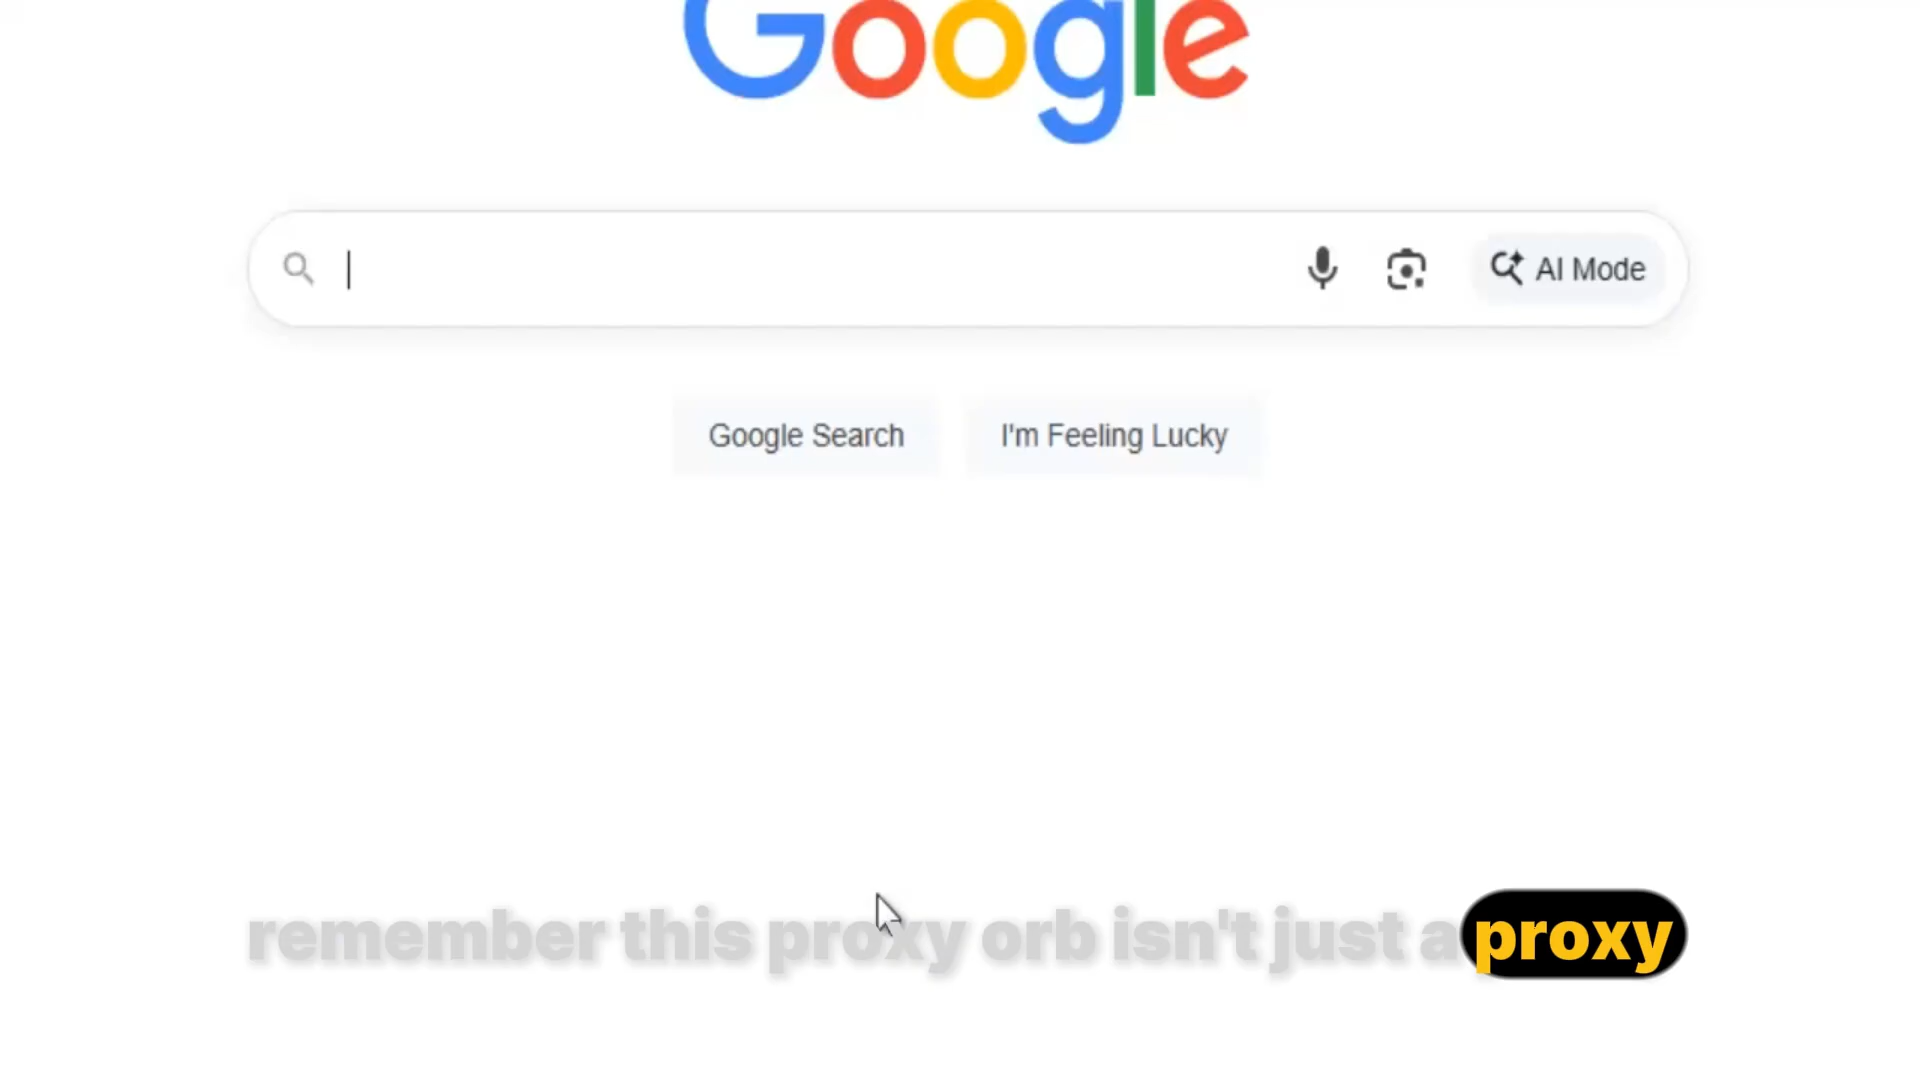 Google
AI Mode
Google Search
I'm Feeling Lucky
remember this proxy orb isn't just a proxy